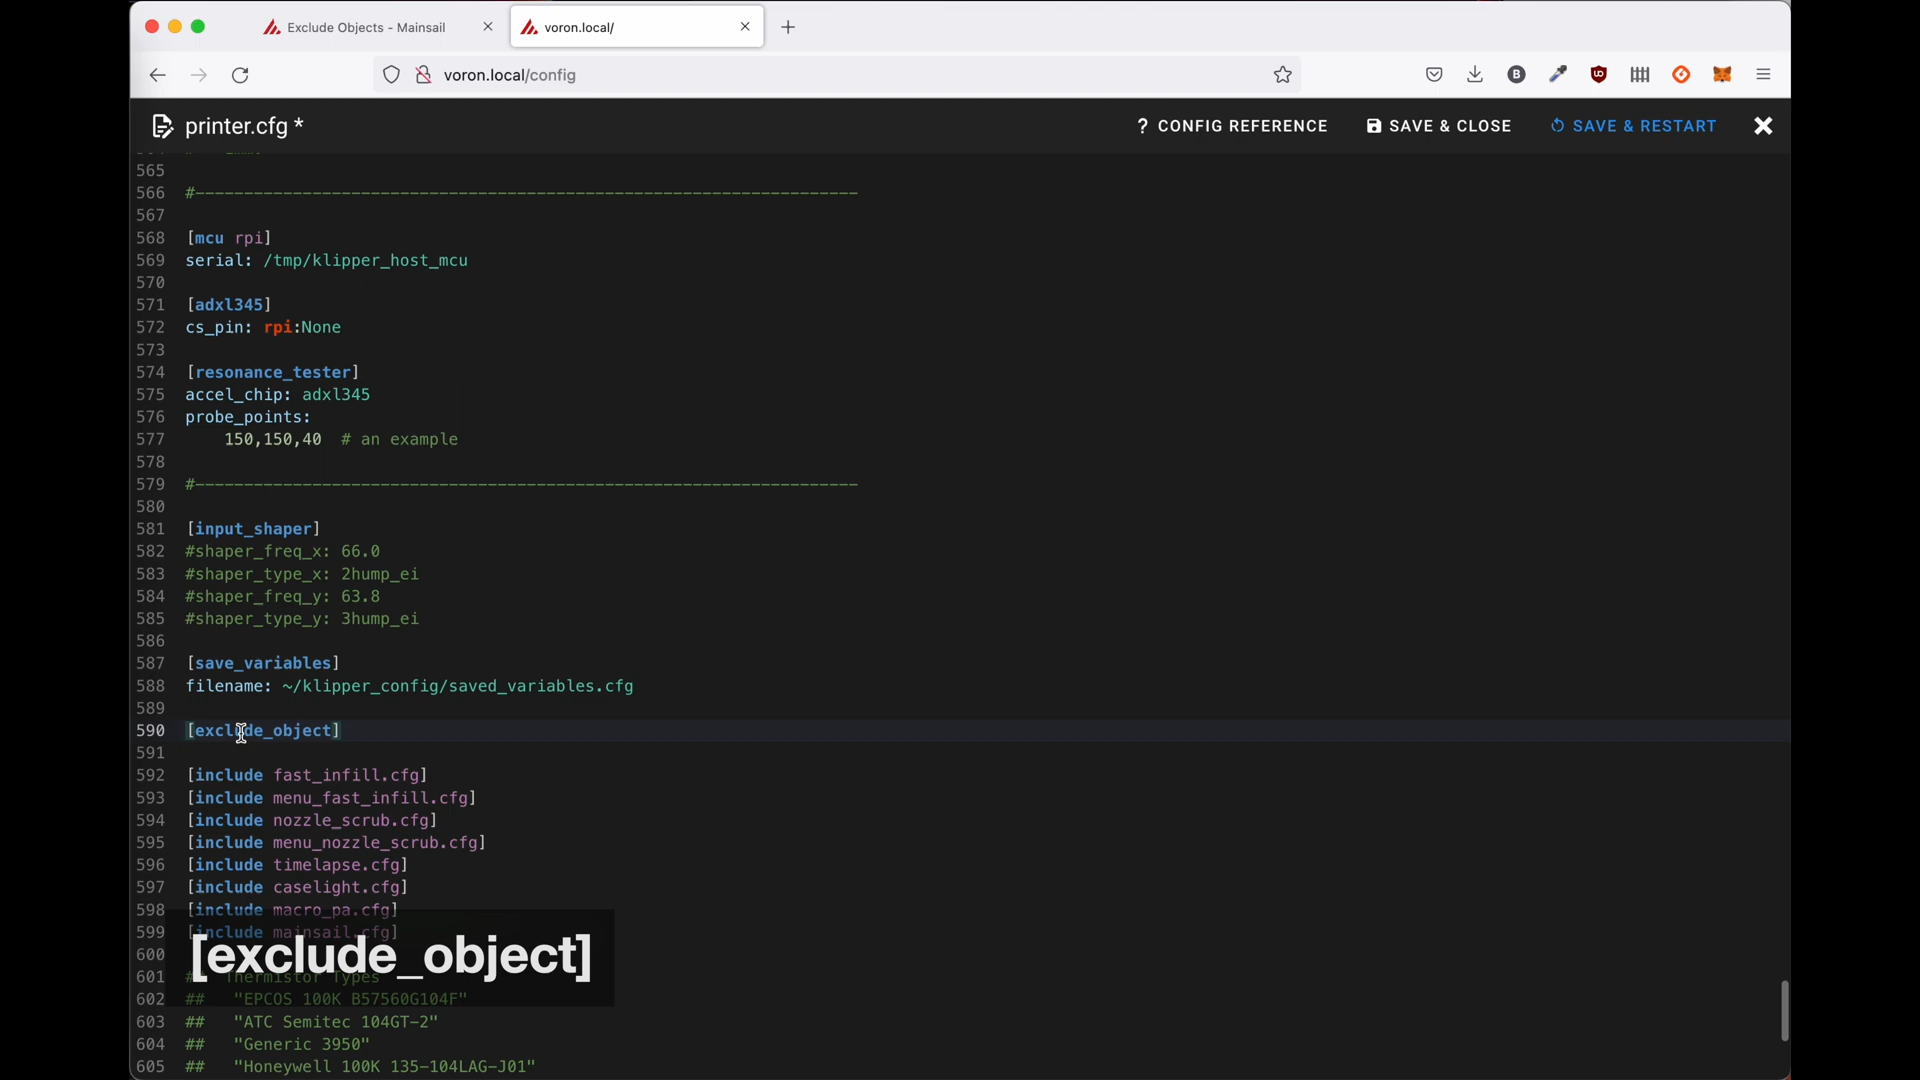 Exclude Objects - Mainsail
voron.local/
voron.local/config
printer.cfg *
? CONFIG REFERENCE
SAVE & CLOSE
SAVE & RESTART
565
566 #--------------------------------------------------------------------
567
568 [mcu rpi]
569 serial: /tmp/klipper_host_mcu
570
571 [adxl345]
572 cs_pin: rpi:None
573
574 [resonance_tester]
575 accel_chip: adxl345
576 probe_points:
577 150,150,40 # an example
578
579 #--------------------------------------------------------------------
580
581 [input_shaper]
582 #shaper_freq_x: 66.0
583 #shaper_type_x: 2hump_ei
584 #shaper_freq_y: 63.8
585 #shaper_type_y: 3hump_ei
586
587 [save_variables]
588 filename: ~/klipper_config/saved_variables.cfg
589
590 [exclude_object]
591
592 [include fast_infill.cfg]
593 [include menu_fast_infill.cfg]
594 [include nozzle_scrub.cfg]
595 [include menu_nozzle_scrub.cfg]
596 [include timelapse.cfg]
597 [include caselight.cfg]
598 [include macro_pa.cfg]
599 [include mainsail.cfg]
600
[exclude_object]
601 ## Thermistor Types
602 ## "EPCOS 100K B57560G104F"
603 ## "ATC Semitec 104GT-2"
604 ## "Generic 3950"
605 ## "Honeywell 100K 135-104LAG-J01"